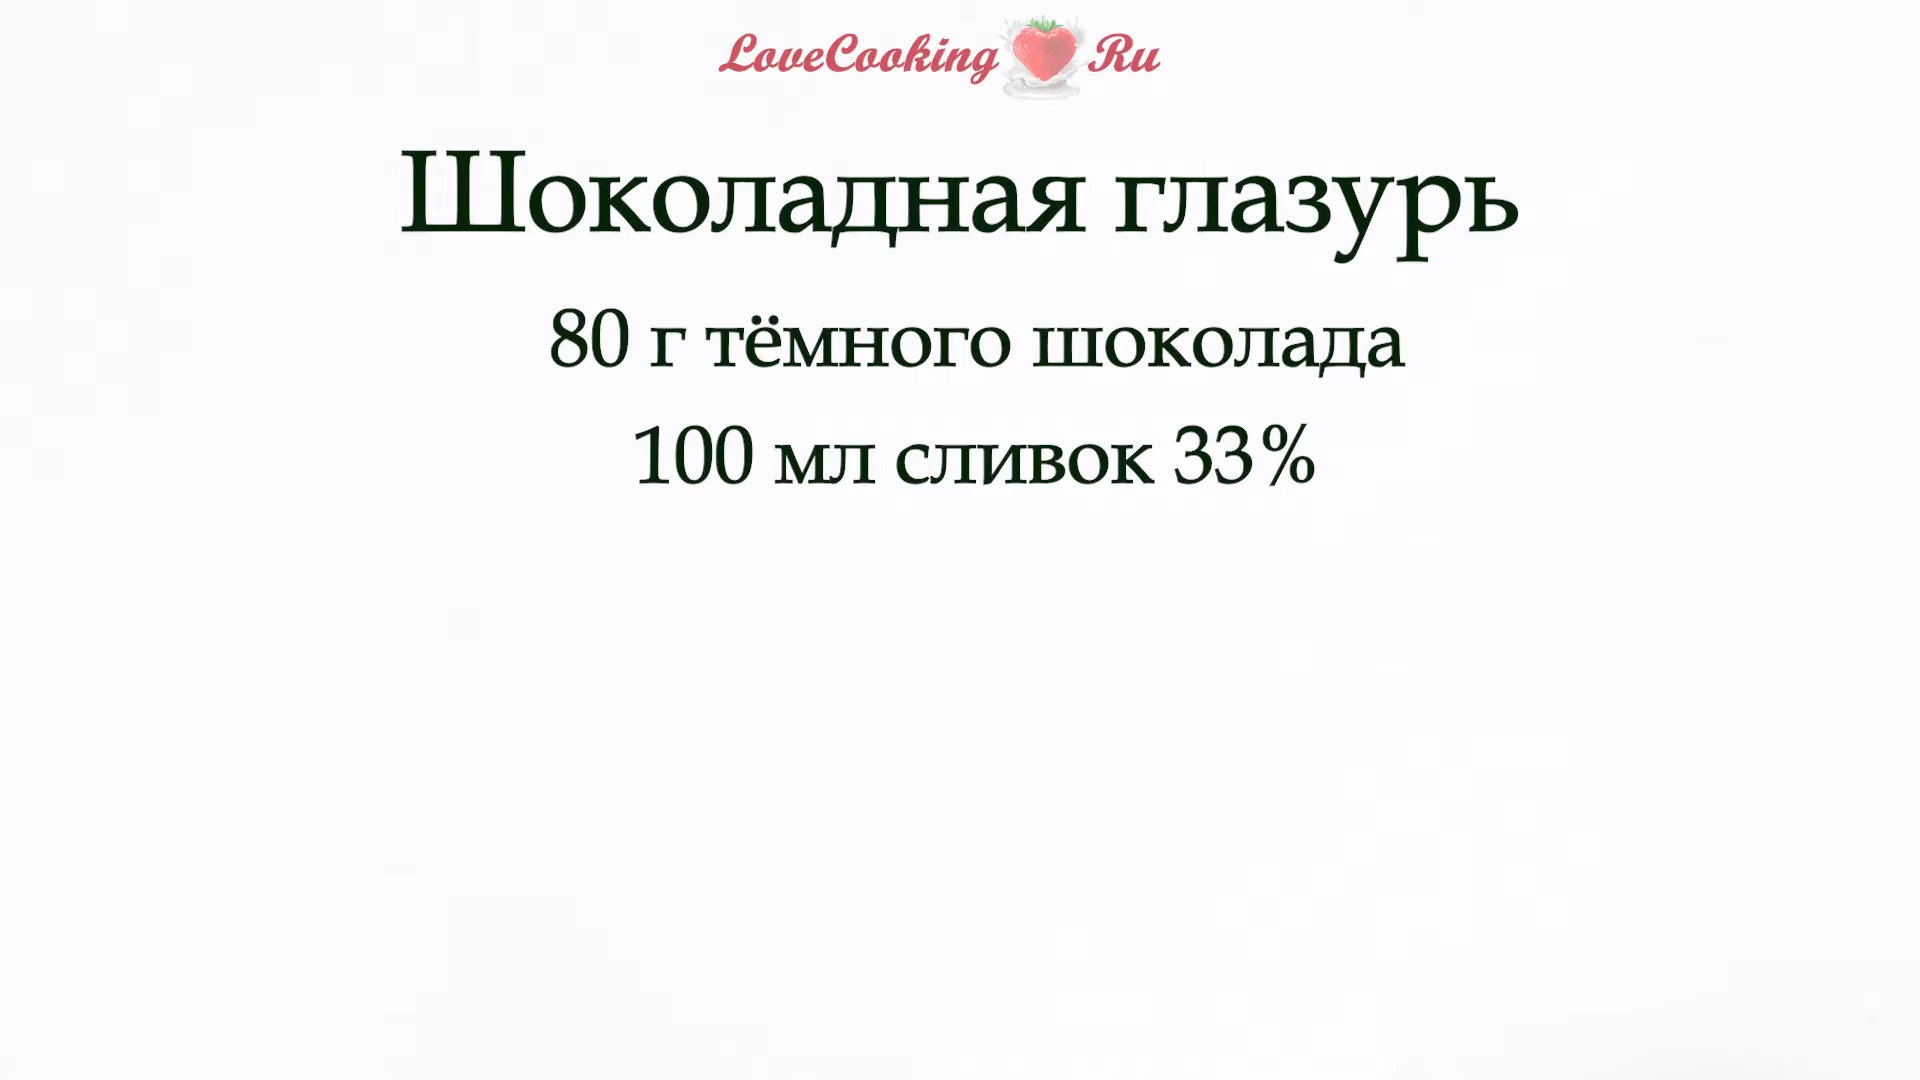 LoveCooking Ru
Шоколадная глазурь
80 г тёмного шоколада
100 мл сливок 33%